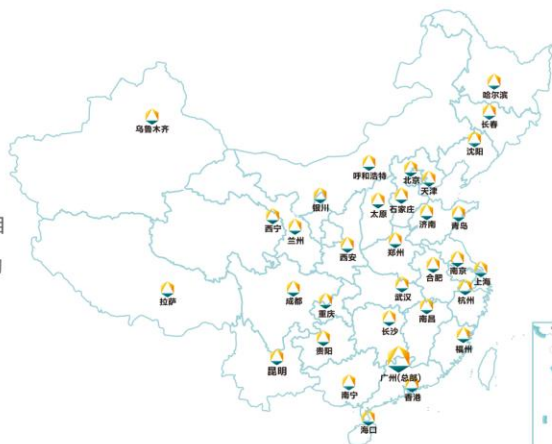 哈尔滨
长春
乌鲁木齐
沈阳
呼和浩特
北京
天津
银川
太原
石家庄
济南
青岛
西宁
兰州
西安
郑州
合肥
南京
上海
拉萨
成都
重庆
武汉
杭州
南昌
长沙
贵阳
福州
昆明
广州(总部)
南宁
香港
海口